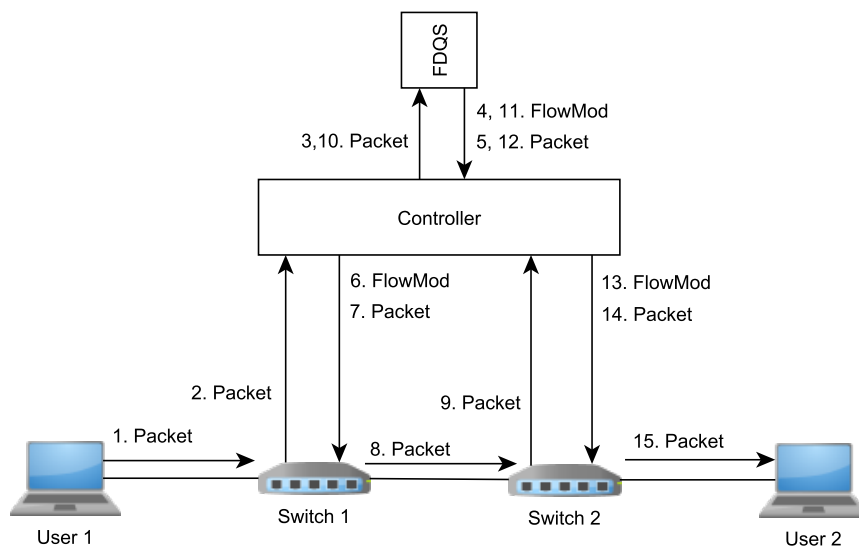 FDQS
3,10. Packet
4, 11. FlowMod
5, 12. Packet
Controller
6. FlowMod
7. Packet
13. FlowMod
14. Packet
2. Packet
9. Packet
1. Packet
8. Packet
15. Packet
User 1
Switch 1
Switch 2
User 2